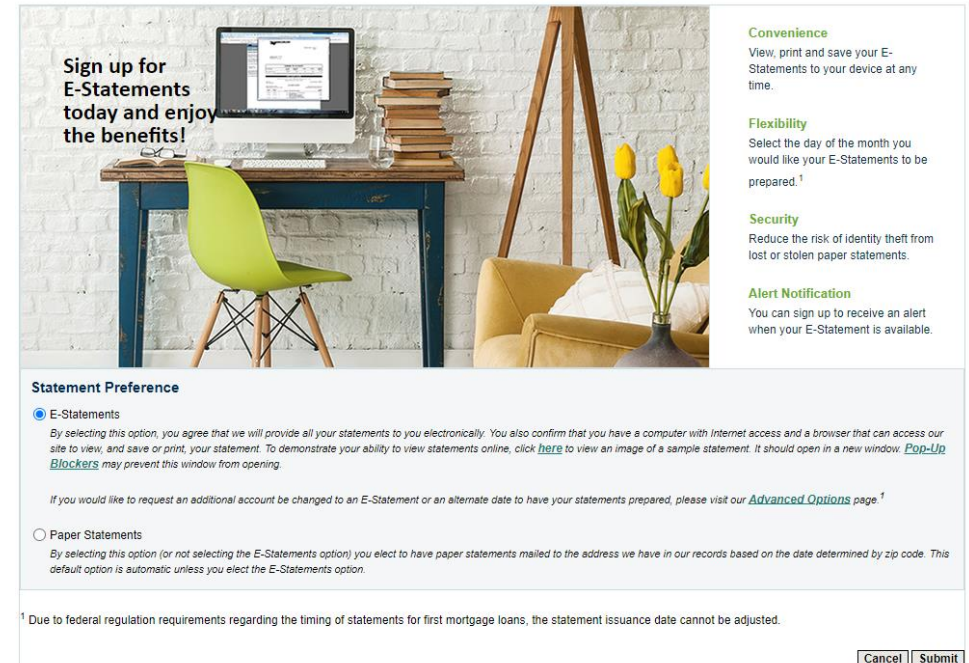 Sign up for
E-Statements
today and enjoy
the benefits!
Convenience
View, print and save your E-
Statements to your device at any
time.
Flexibility
Select the day of the month you
would like your E-Statements to be
prepared.1
Security
Reduce the risk of identity theft from
lost or stolen paper statements.
Alert Notification
You can sign up to receive an alert
when your E-Statement is available.
Statement Preference
E-Statements
By selecting this option, you agree that we will provide all your statements to you electronically. You also confirm that you have a computer with Internet access and a browser that can access our
site to view, and save or print, your statement. To demonstrate your ability to view statements online, click here to view an image of a sample statement. It should open in a new window. Pop-Up
Blockers may prevent this window from opening.
If you would like to request an additional account be changed to an E-Statement or an alternate date to have your statements prepared, please visit our Advanced Options page.1
Paper Statements
By selecting this option (or not selecting the E-Statements option) you elect to have paper statements mailed to the address we have in our records based on the date determined by zip code. This
default option is automatic unless you elect the E-Statements option.
1 Due to federal regulation requirements regarding the timing of statements for first mortgage loans, the statement issuance date cannot be adjusted.
Cancel Submit